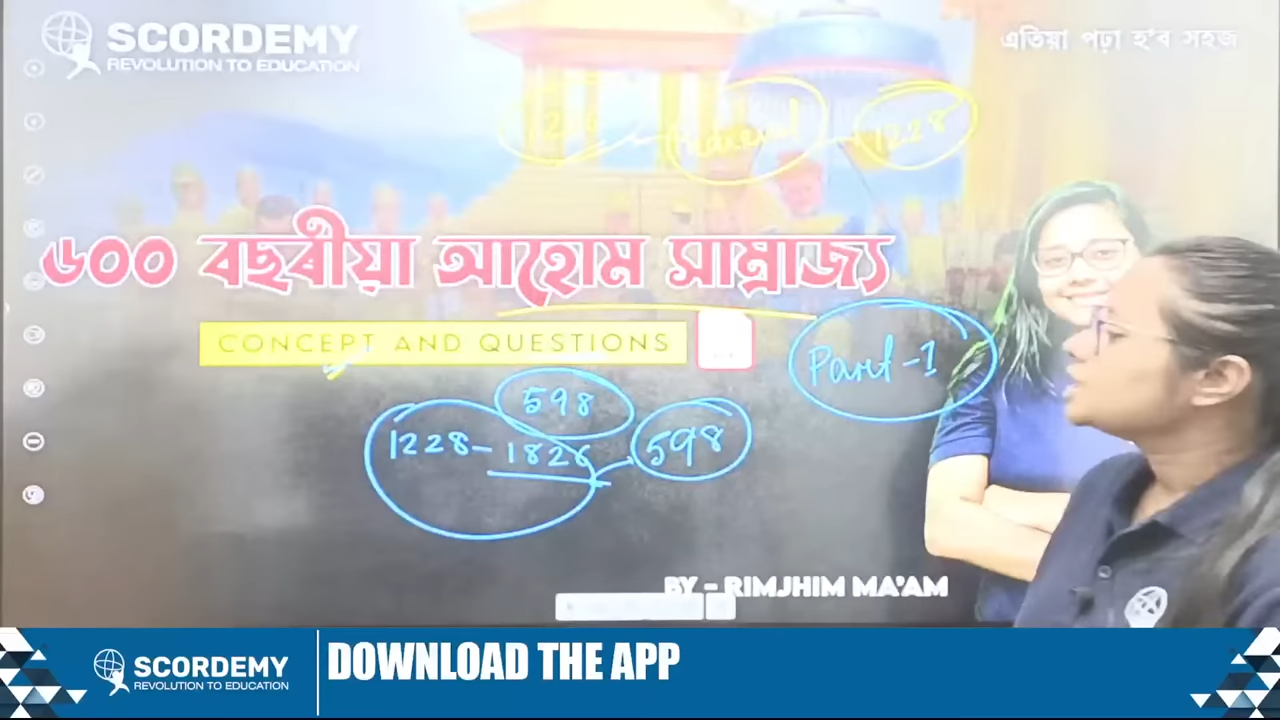 SCORDEMY
REVOLUTION TO EDUCATION
এতিয়া পঢ়া হ'ব সহজ
1228
৬০০ বছৰীয়া আহোম সাম্ৰাজ্য
CONCEPT AND QUESTIONS
Part-1
598
1228-1826
598
BY - RIMJHIM MA'AM
SCORDEMY
REVOLUTION TO EDUCATION
DOWNLOAD THE APP